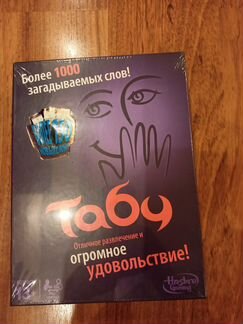 Более 1000
загадываемых слов!
Табу
Отличное развлечение и
огромное
удовольствие!
Hasbro
Gaming